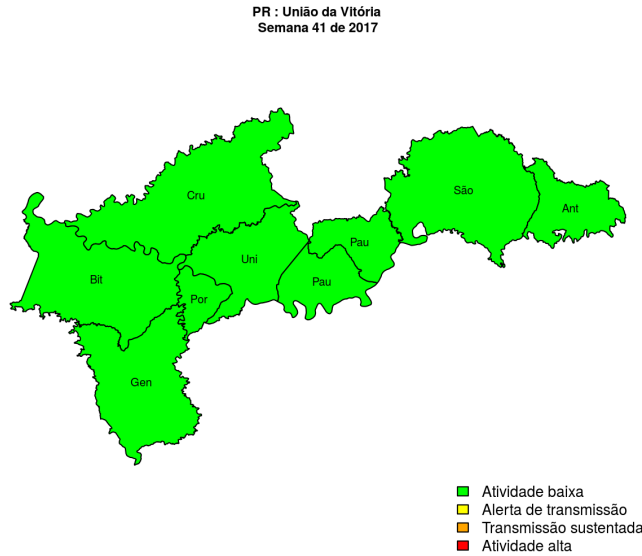 PR : União da Vitória
Semana 41 de 2017
Cru
São
Ant
Pau
Uni
Bit
Pau
Por
Gen
Atividade baixa
Alerta de transmissão
Transmissão sustentada
Atividade alta